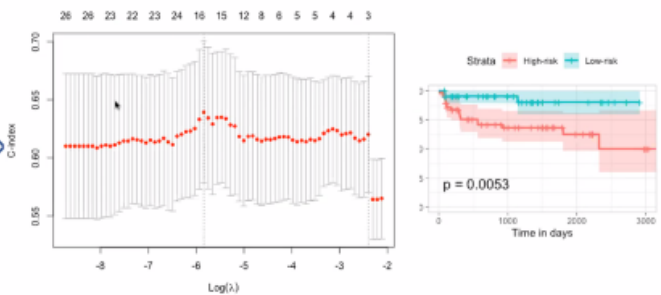 26 26 23 22 23 23 24 16 15 12 8 6 5 5 4 4 3
0.70
0.65
0.60
0.55
C-index
-8 -7 -6 -5 -4 -3 -2
Log(λ)
Strata High-risk Low-risk
p = 0.0053
0 1000 2000 3000
Time in days